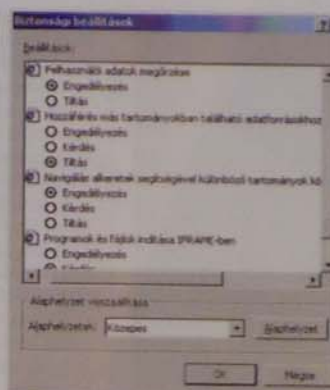 Biztonsági beállítások
Beállítások:
Felhasználói adatok megőrzése
Engedélyezés
Tiltás
Hozzáférés más tartományokban található adatforrásokhoz
Engedélyezés
Kérdés
Tiltás
Navigálás alkeretek segítségével különböző tartományok kö
Engedélyezés
Kérdés
Tiltás
Programok és fájlok indítása IFRAME-ben
Engedélyezés
Kérdés
Alaphelyzet visszaállítása
Alaphelyzetek: Közepes Alaphelyzet
OK Mégse